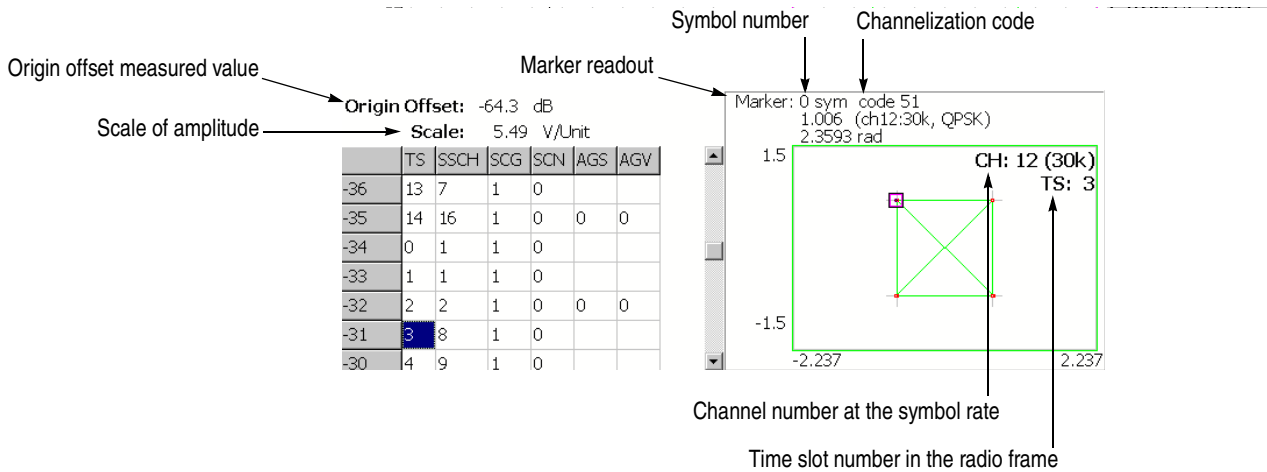 Symbol number Channelization code
Origin offset measured value Marker readout
Origin Offset: -64.3 dB
Scale of amplitude Scale: 5.49 V/Unit
Marker: 0 sym code 51
1.006 (ch12:30k, QPSK)
2.3593 rad
TS SSCH SCG SCN AGS AGV
-36 13 7 1 0
-35 14 16 1 0 0 0
-34 0 1 1 0
-33 1 1 1 0
-32 2 2 1 0 0 0
-31 3 8 1 0
-30 4 9 1 0
1.5 CH: 12 (30k)
TS: 3
-1.5
-2.237 2.237
Channel number at the symbol rate
Time slot number in the radio frame